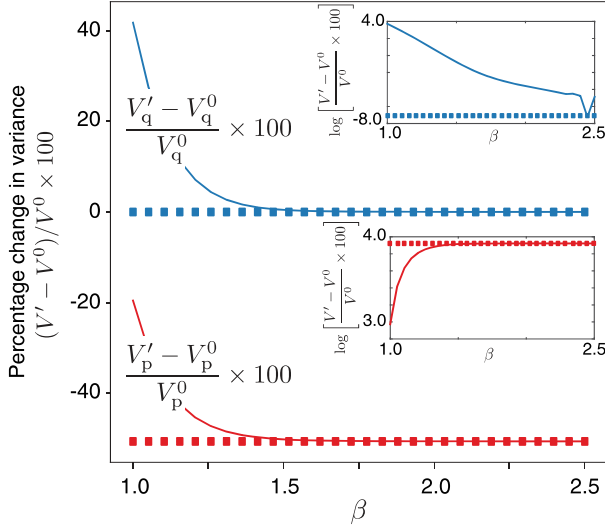 Percentage change in variance
(V′ − V⁰)/V⁰ × 100
40
20
0
-20
-40
1.0
1.5
2.0
2.5
β
V′q − V⁰q
V⁰q
× 100
V′p − V⁰p
V⁰p
× 100
4.0
-8.0
log [ V′ − V⁰ / V⁰ × 100 ]
1.0
β
2.5
4.0
3.0
log [ V′ − V⁰ / V⁰ × 100 ]
1.0
β
2.5